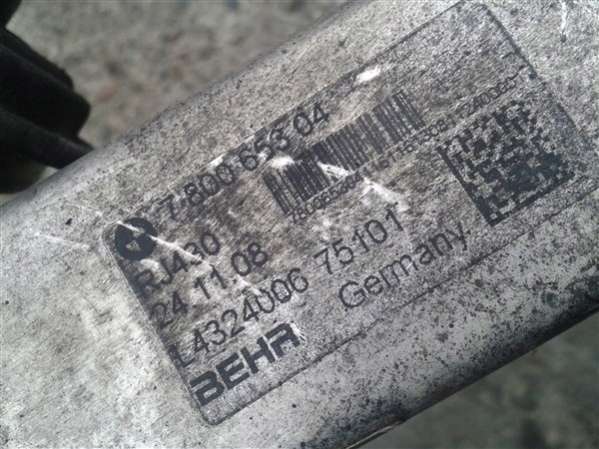 7 800 653 04
RJ430
24.11.08
L4324006 75101
BEHR Germany